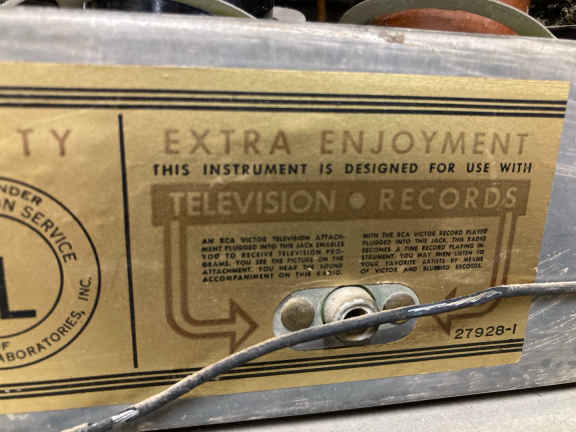 TY
UNDER
ON SERVICE
L
OF
LABORATORIES, INC.
EXTRA ENJOYMENT
THIS INSTRUMENT IS DESIGNED FOR USE WITH
TELEVISION • RECORDS
AN RCA VICTOR TELEVISION ATTACH-
MENT PLUGGED INTO THIS JACK ENABLES
YOU TO RECEIVE TELEVISION PRO-
GRAMS. YOU SEE THE PICTURE ON THE
ATTACHMENT. YOU HEAR THE SOUND
ACCOMPANIMENT ON THIS RADIO.
WITH THE RCA VICTOR RECORD PLAYER
PLUGGED INTO THIS JACK, THIS RADIO
BECOMES A FINE RECORD PLAYING IN-
STRUMENT. YOU MAY THEN LISTEN TO
YOUR FAVORITE ARTISTS BY MEANS
OF VICTOR AND BLUEBIRD RECORDS.
27928-1